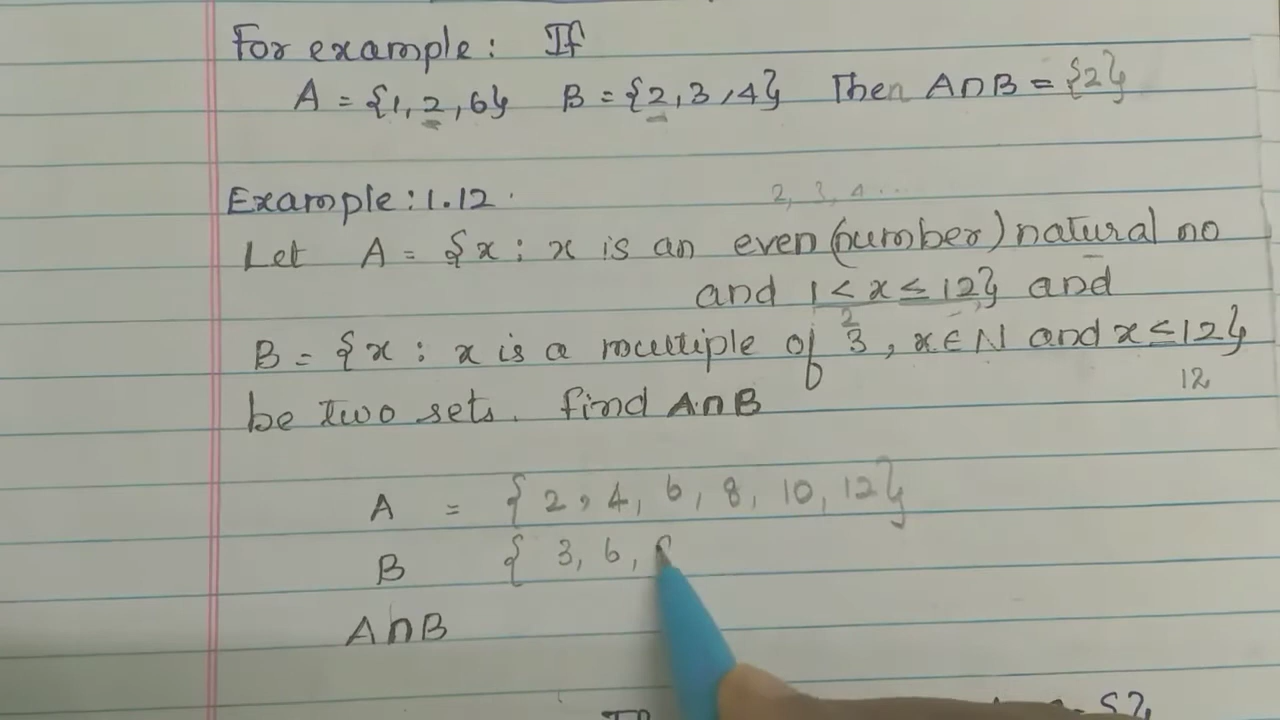 For example: If
A = {1, 2, 6} B = {2, 3, 4} Then A∩B = {2}
Example: 1.12.
2, 3, 4 ...
Let A = {x : x is an even (number) natural no
and 1 < x ≤ 12} and
2
B = {x : x is a multiple of 3, x ∈ N and x ≤ 12}
12
be two sets. find A∩B
A = {2, 4, 6, 8, 10, 12}
B { 3, 6,
A∩B